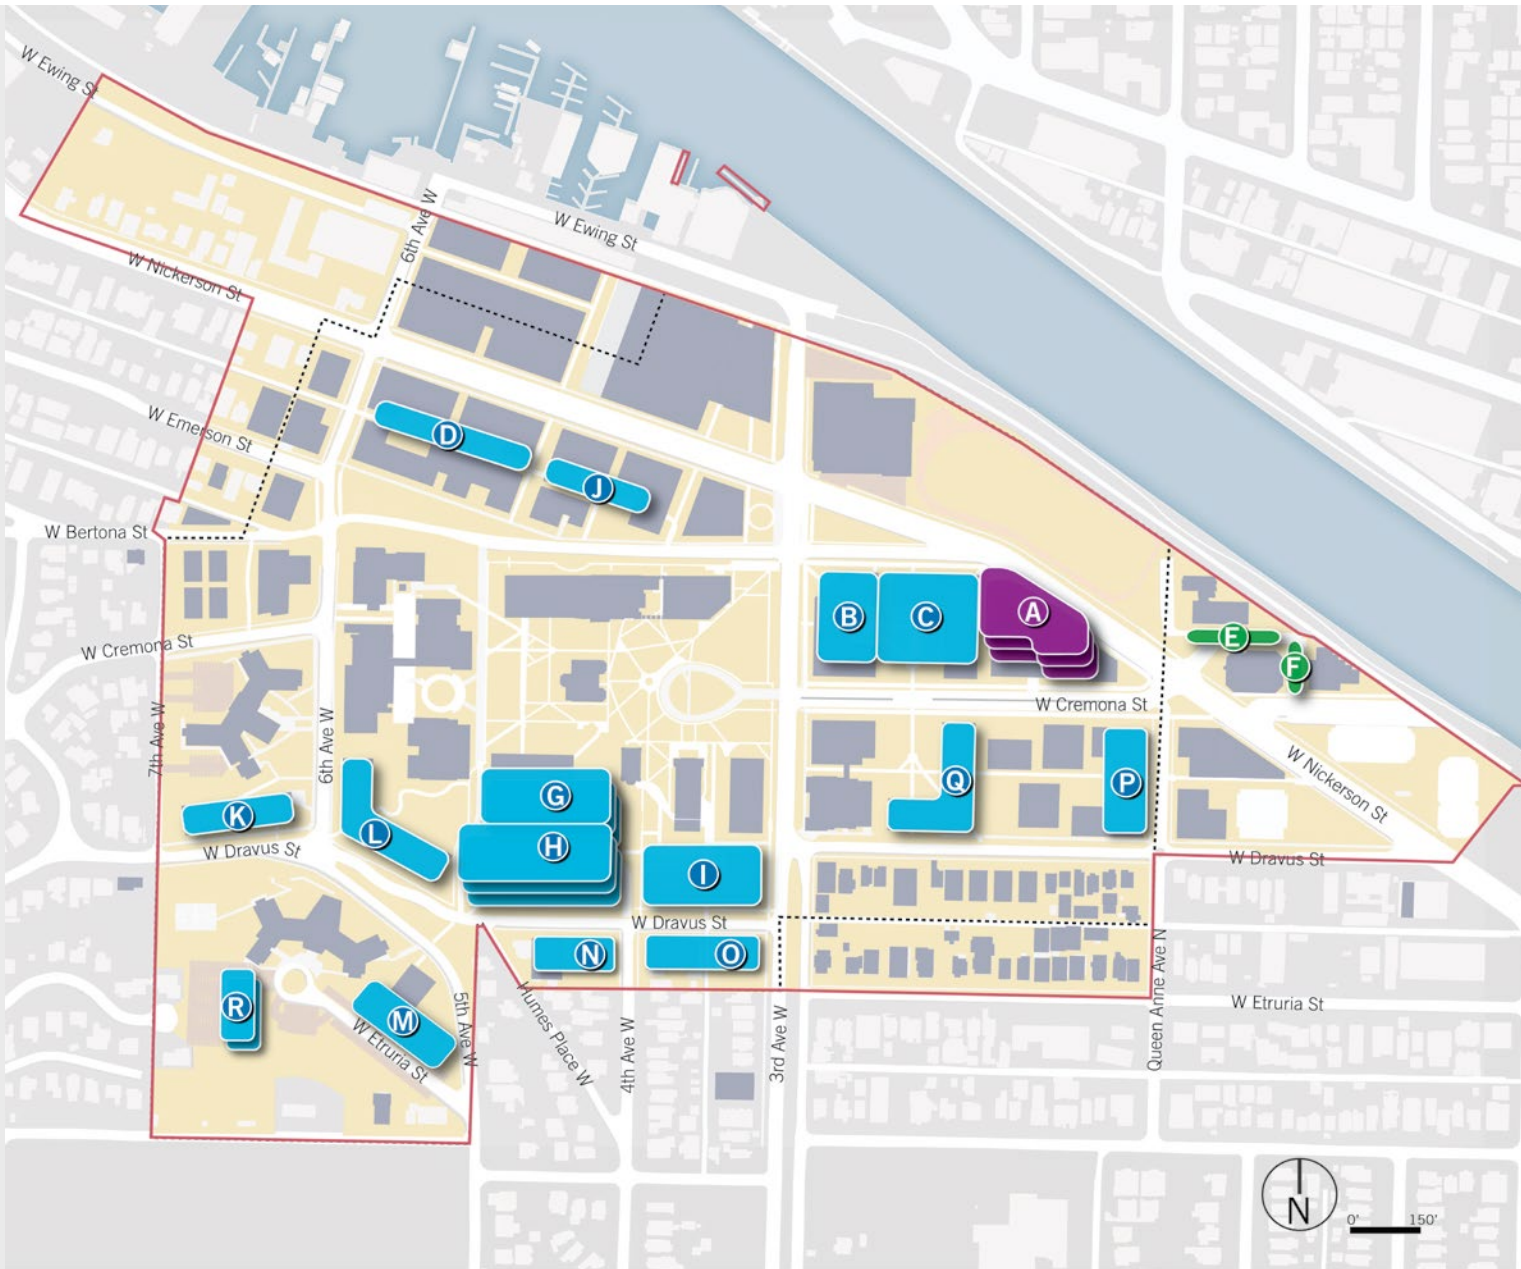 W Ewing St
W Ewing St
6th Ave W
W Nickerson St
W Emerson St
D
J
W Bertona St
B
C
A
E
F
W Cremona St
W Cremona St
7th Ave W
6th Ave W
W Nickerson St
K
L
G
H
I
Q
P
W Dravus St
W Dravus St
W Dravus St
N
O
R
M
W Etruria St
5th Ave W
Humes Place W
4th Ave W
3rd Ave W
Queen Anne Ave N
W Etruria St
N
0'
150'